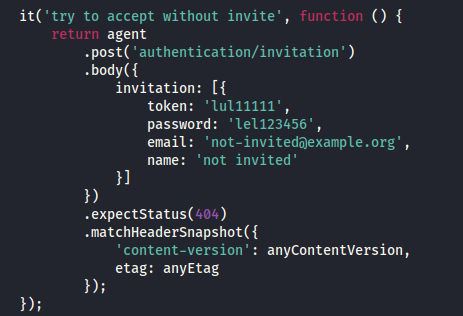 it('try to accept without invite', function () {
    return agent
        .post('authentication/invitation')
        .body({
            invitation: [{
                token: 'lul11111',
                password: 'lel123456',
                email: 'not-invited@example.org',
                name: 'not invited'
            }]
        })
        .expectStatus(404)
        .matchHeaderSnapshot({
            'content-version': anyContentVersion,
            etag: anyEtag
        });
});